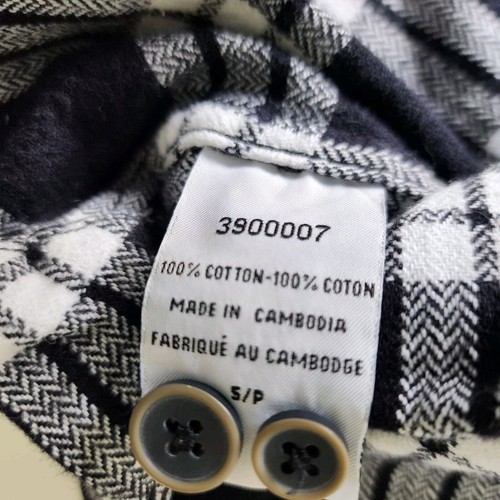 3900007
100% COTTON-100% COTON
MADE IN CAMBODIA
FABRIQUÉ AU CAMBODGE
S/P